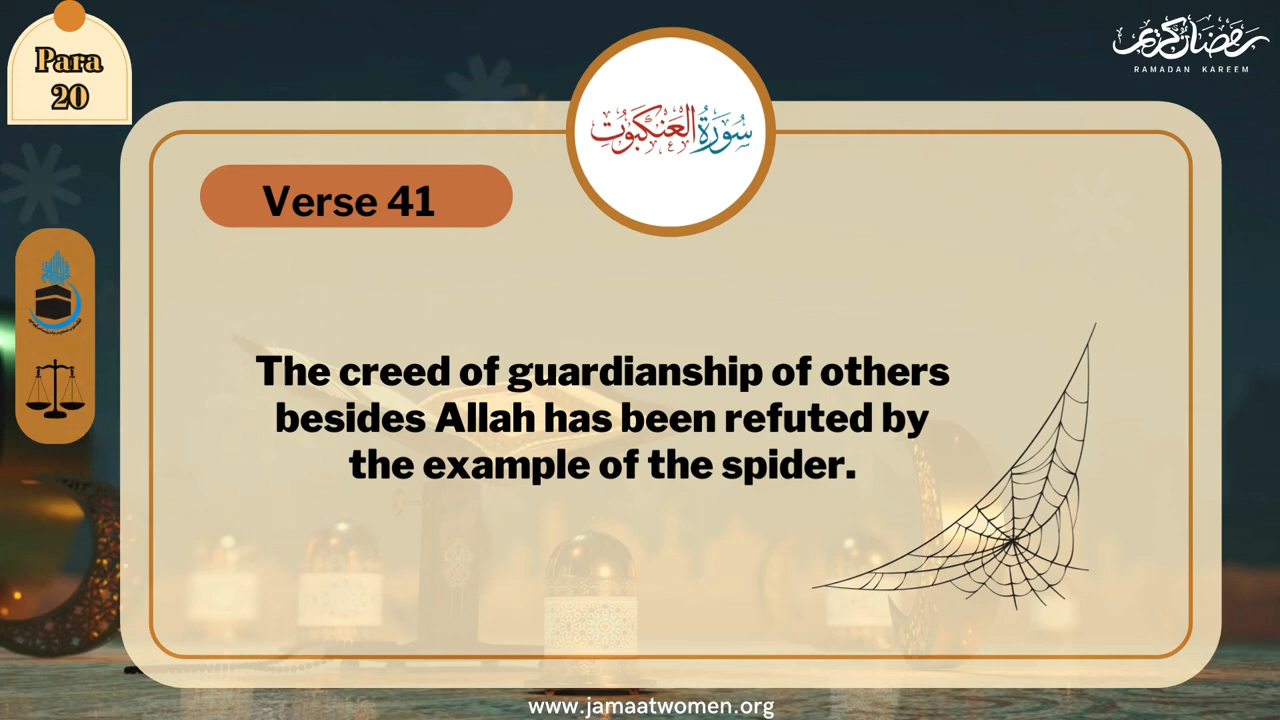 Para
20
رمضان كريم
RAMADAN KAREEM
سُورَةُ العَنكَبُوت
Verse 41
The creed of guardianship of others
besides Allah has been refuted by
the example of the spider.
www.jamaatwomen.org